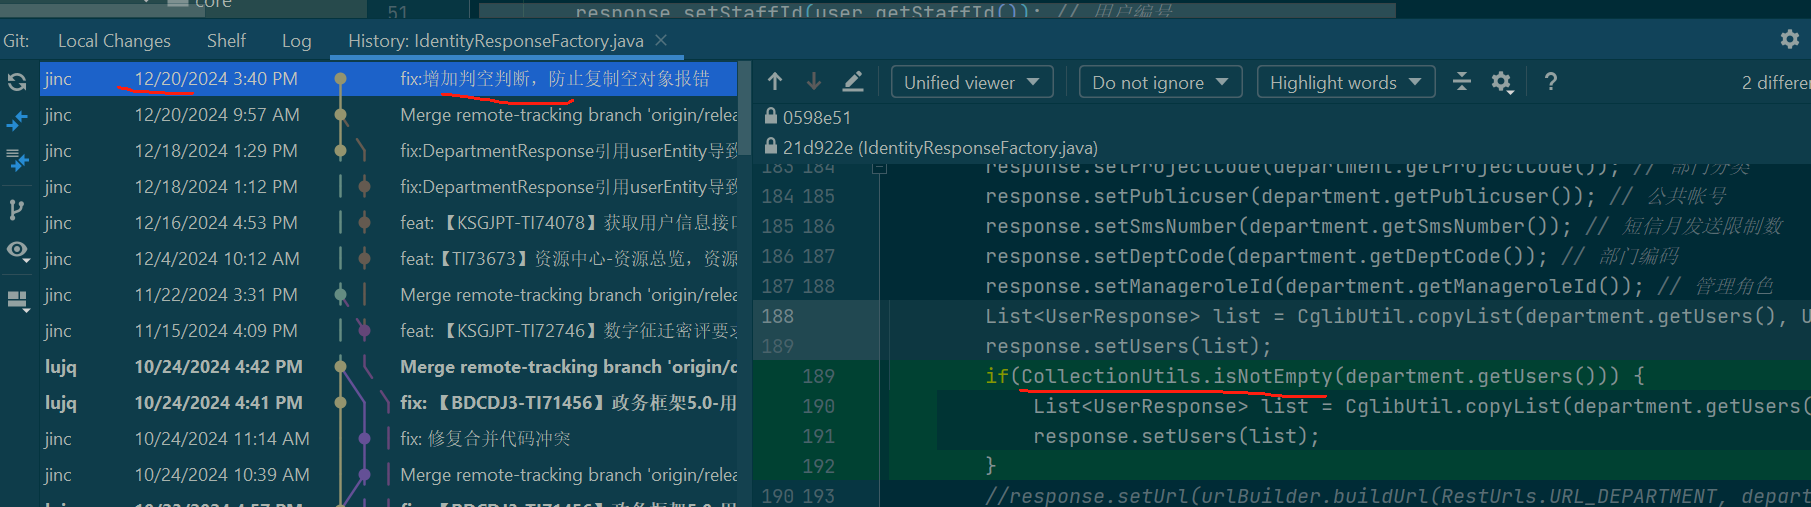 core
51 response.setStaffId(user.getStaffId()); // 用户编号
Git: Local Changes Shelf Log History: IdentityResponseFactory.java ×
jinc 12/20/2024 3:40 PM fix:增加判空判断，防止复制空对象报错
jinc 12/20/2024 9:57 AM Merge remote-tracking branch 'origin/relea
jinc 12/18/2024 1:29 PM fix:DepartmentResponse引用userEntity导致
jinc 12/18/2024 1:12 PM fix:DepartmentResponse引用userEntity导致
jinc 12/16/2024 4:53 PM feat: 【KSGJPT-TI74078】获取用户信息接口
jinc 12/4/2024 10:12 AM feat:【TI73673】资源中心-资源总览，资源
jinc 11/22/2024 3:31 PM Merge remote-tracking branch 'origin/relea
jinc 11/15/2024 4:09 PM feat: 【KSGJPT-TI72746】数字征迁密评要求
lujq 10/24/2024 4:42 PM Merge remote-tracking branch 'origin/d
lujq 10/24/2024 4:41 PM fix: 【BDCDJ3-TI71456】政务框架5.0-用
jinc 10/24/2024 11:14 AM fix: 修复合并代码冲突
jinc 10/24/2024 10:39 AM Merge remote-tracking branch 'origin/relea
fix: 【BDCDJ3-TI71456】政务框架5.0-用
Unified viewer Do not ignore Highlight words ? 2 differen
0598e51
21d922e (IdentityResponseFactory.java)
183 184 response.setProjectCode(department.getProjectCode()); // 部门分类
184 185 response.setPublicuser(department.getPublicuser()); // 公共帐号
185 186 response.setSmsNumber(department.getSmsNumber()); // 短信月发送限制数
186 187 response.setDeptCode(department.getDeptCode()); // 部门编码
187 188 response.setManageroleId(department.getManageroleId()); // 管理角色
188 List<UserResponse> list = CglibUtil.copyList(department.getUsers(), U
189 response.setUsers(list);
189 if(CollectionUtils.isNotEmpty(department.getUsers())) {
190 List<UserResponse> list = CglibUtil.copyList(department.getUsers(
191 response.setUsers(list);
192 }
190 193 //response.setUrl(urlBuilder.buildUrl(RestUrls.URL_DEPARTMENT, depart